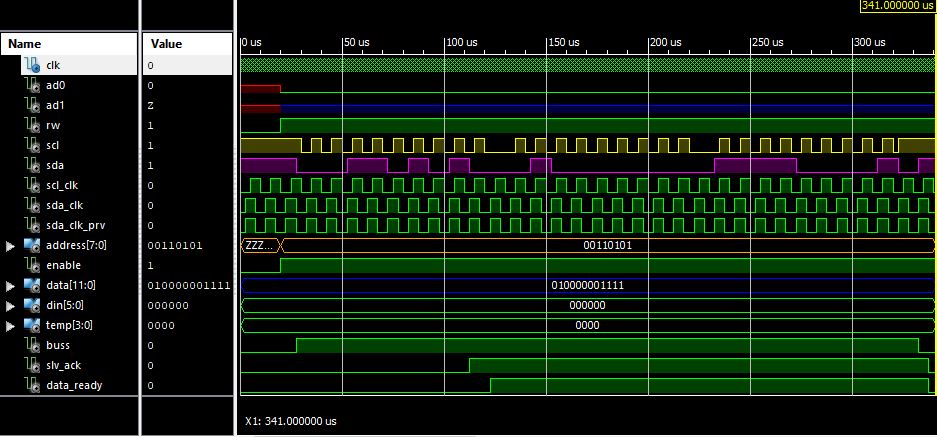 341.000000 us
Name Value
0 us 50 us 100 us 150 us 200 us 250 us 300 us
clk 0
ad0 0
ad1 Z
rw 1
scl 1
sda 1
scl_clk 0
sda_clk 0
sda_clk_prv 0
address[7:0] 00110101 ZZZ... 00110101
enable 1
data[11:0] 010000001111 010000001111
din[5:0] 000000 000000
temp[3:0] 0000 0000
buss 0
slv_ack 0
data_ready 0
X1: 341.000000 us